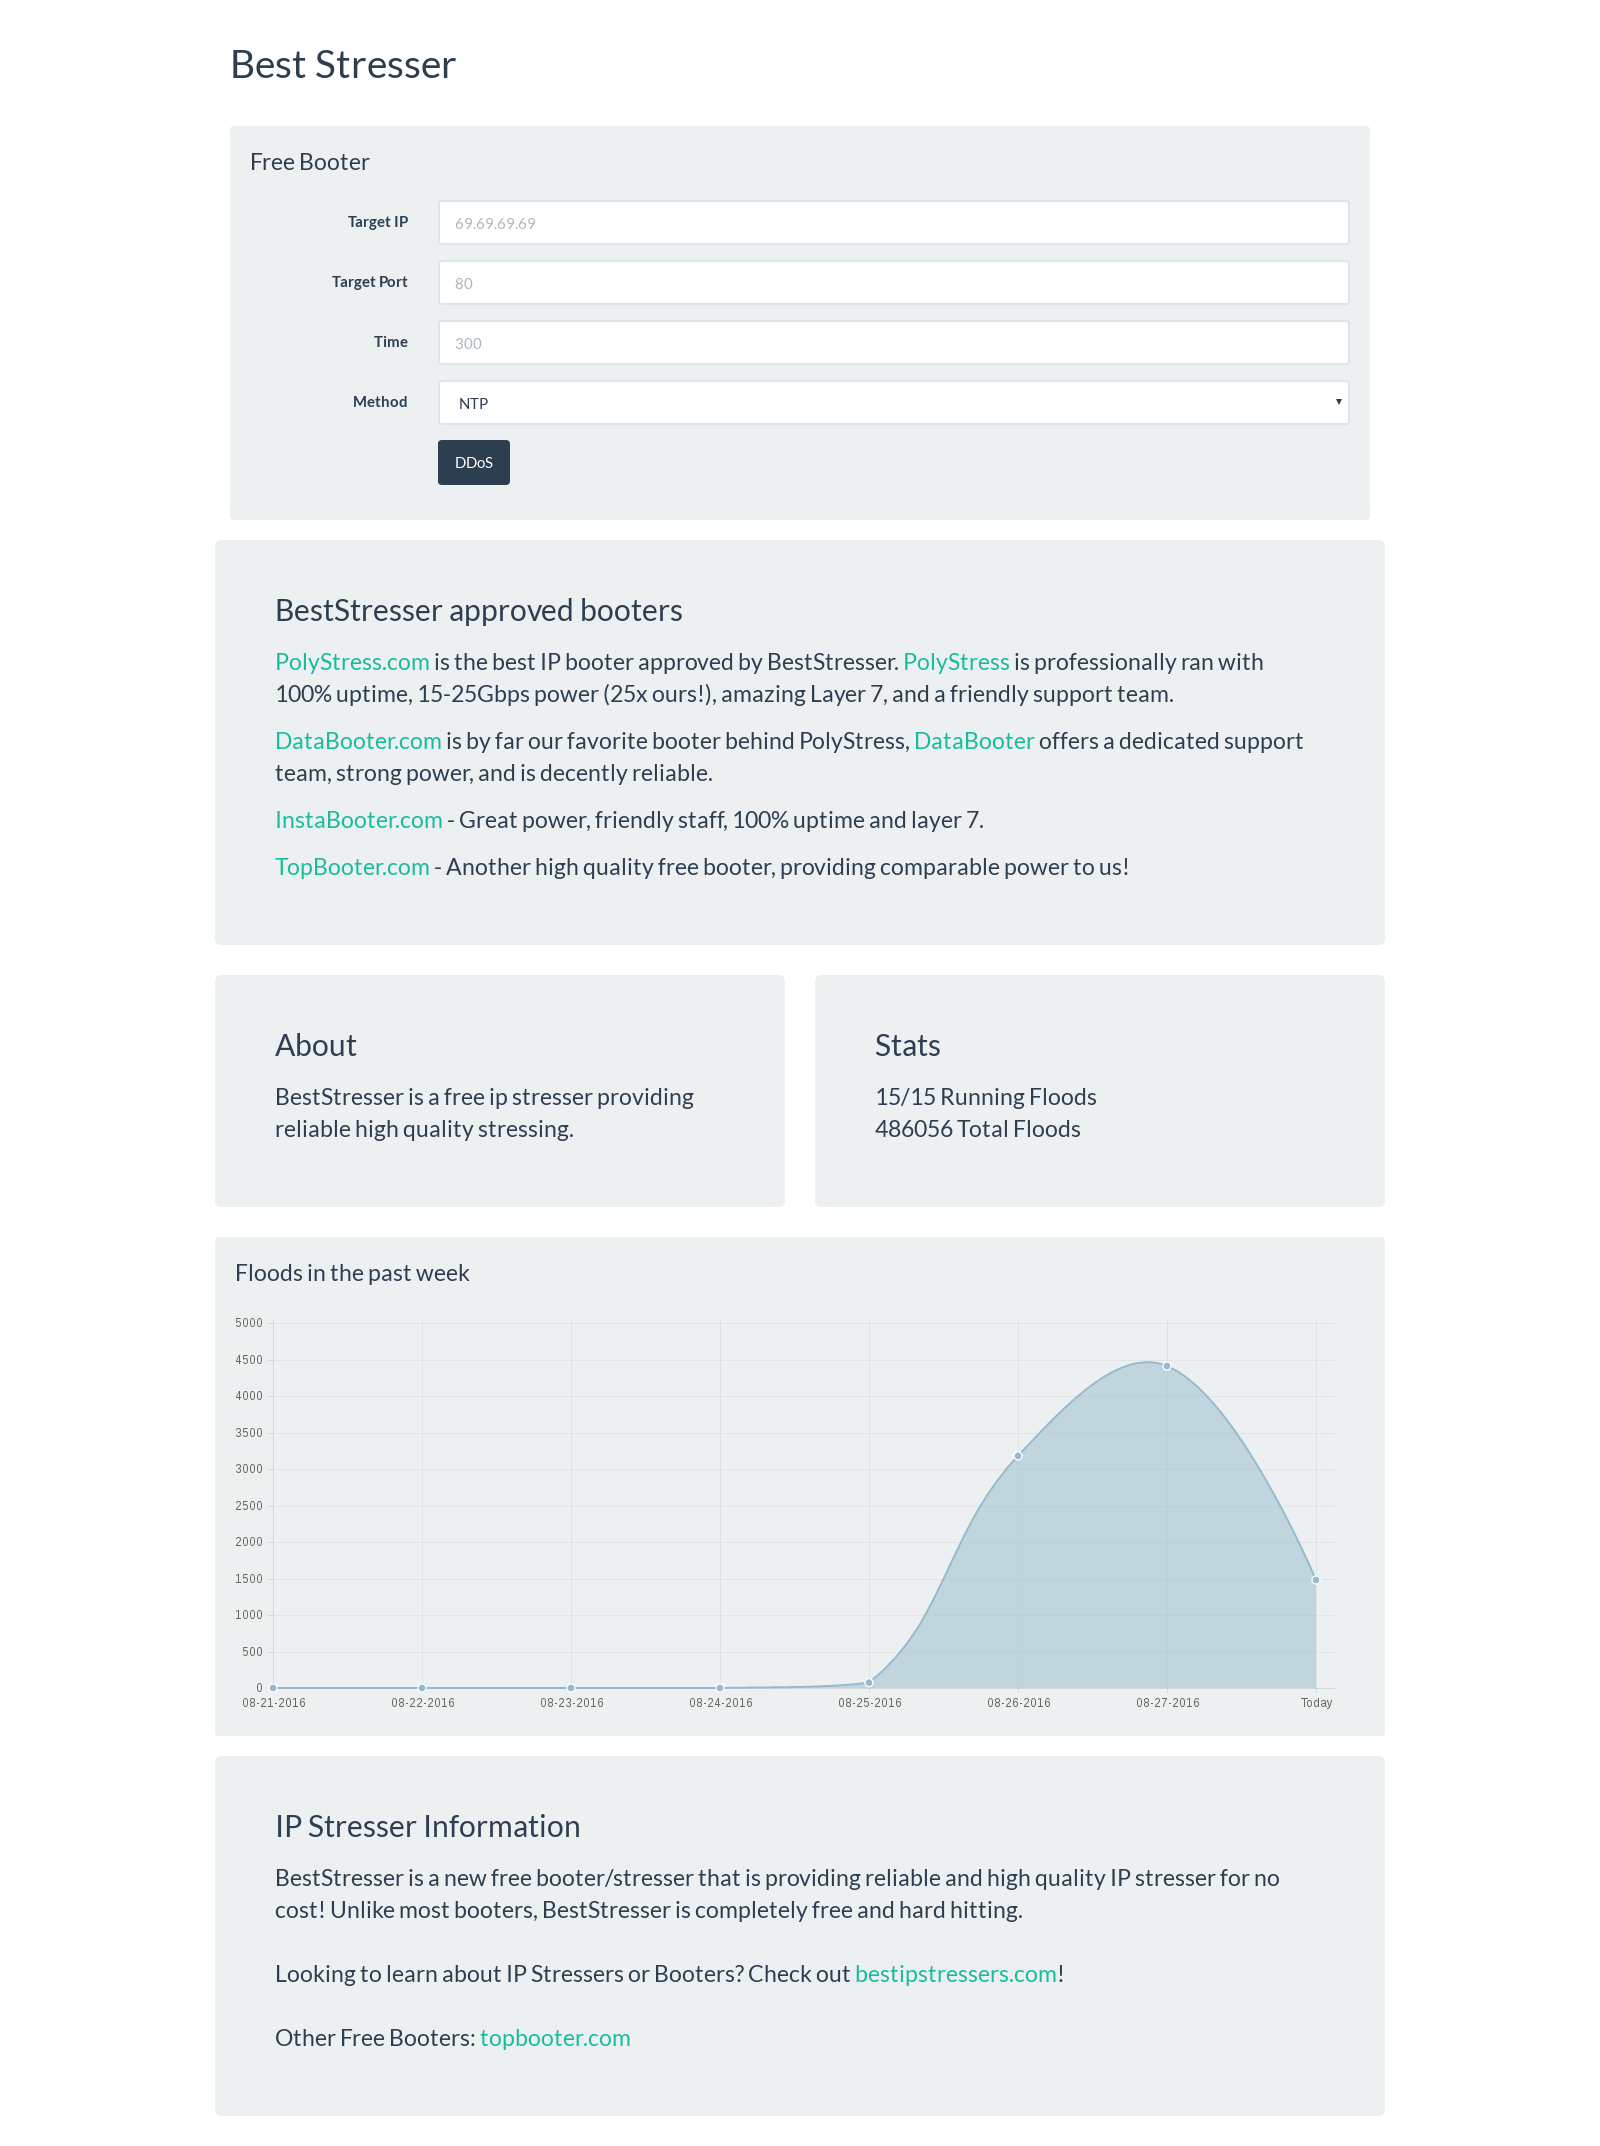 Best Stresser
Free Booter
Target IP
69.69.69.69
Target Port
80
Time
300
Method
NTP
DDoS
BestStresser approved booters
PolyStress.com is the best IP booter approved by BestStresser. PolyStress is professionally ran with
100% uptime, 15-25Gbps power (25x ours!), amazing Layer 7, and a friendly support team.
DataBooter.com is by far our favorite booter behind PolyStress, DataBooter offers a dedicated support
team, strong power, and is decently reliable.
InstaBooter.com - Great power, friendly staff, 100% uptime and layer 7.
TopBooter.com - Another high quality free booter, providing comparable power to us!
About
BestStresser is a free ip stresser providing
reliable high quality stressing.
Stats
15/15 Running Floods
486056 Total Floods
Floods in the past week
5000
4500
4000
3500
3000
2500
2000
1500
1000
500
0
08-21-2016 08-22-2016 08-23-2016 08-24-2016 08-25-2016 08-26-2016 08-27-2016 Today
IP Stresser Information
BestStresser is a new free booter/stresser that is providing reliable and high quality IP stresser for no
cost! Unlike most booters, BestStresser is completely free and hard hitting.
Looking to learn about IP Stressers or Booters? Check out bestipstressers.com!
Other Free Booters: topbooter.com